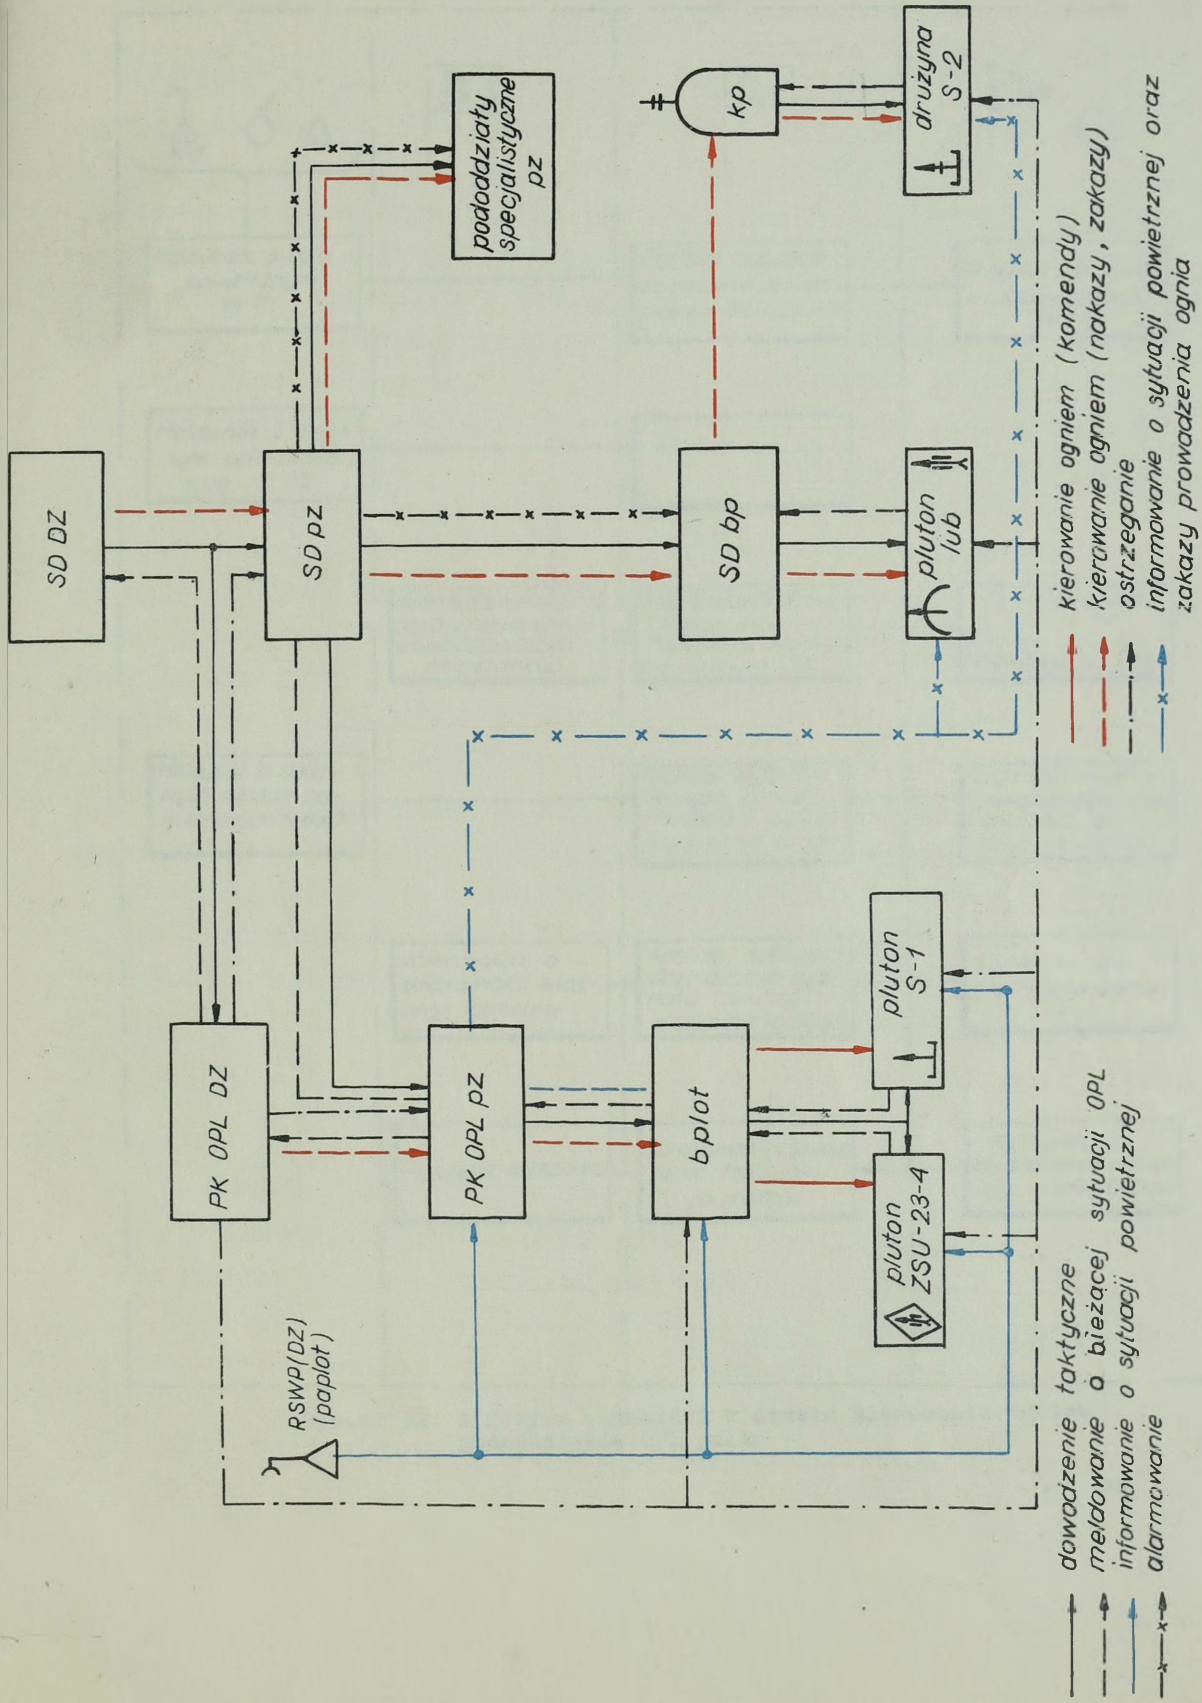 SD DZ
PK OPL DZ
SD pz
pododdziały
specjalistyczne
pz
RSWP(DZ)
(paplot)
PK OPL pz
bplot
SD bp
kp
pluton
ZSU-23-4
pluton
S-1
pluton
lub
drużyna
S-2
dowodzenie taktyczne
meldowanie o bieżącej sytuacji OPL
informowanie o sytuacji powietrznej
alarmowanie
kierowanie ogniem (komendy)
kierowanie ogniem (nakazy, zakazy)
ostrzeganie
informowanie o sytuacji powietrznej oraz
zakazy prowadzenia ognia